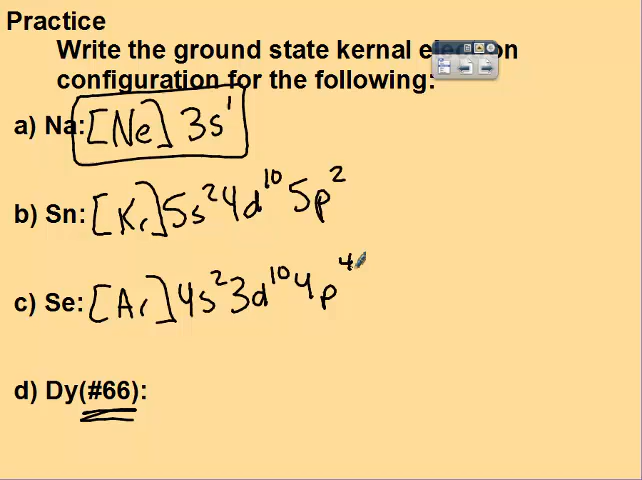 Practice
Write the ground state kernal electron
configuration for the following:
a) Na: [Ne] 3s¹
b) Sn: [Kr] 5s² 4d¹⁰ 5p²
c) Se: [Ar] 4s² 3d¹⁰ 4p⁴
d) Dy(#66):